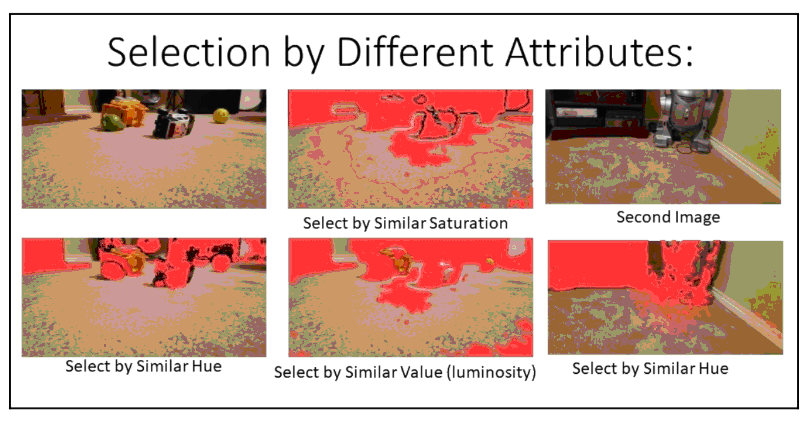 Selection by Different Attributes:
Select by Similar Saturation
Second Image
Select by Similar Hue
Select by Similar Value (luminosity)
Select by Similar Hue